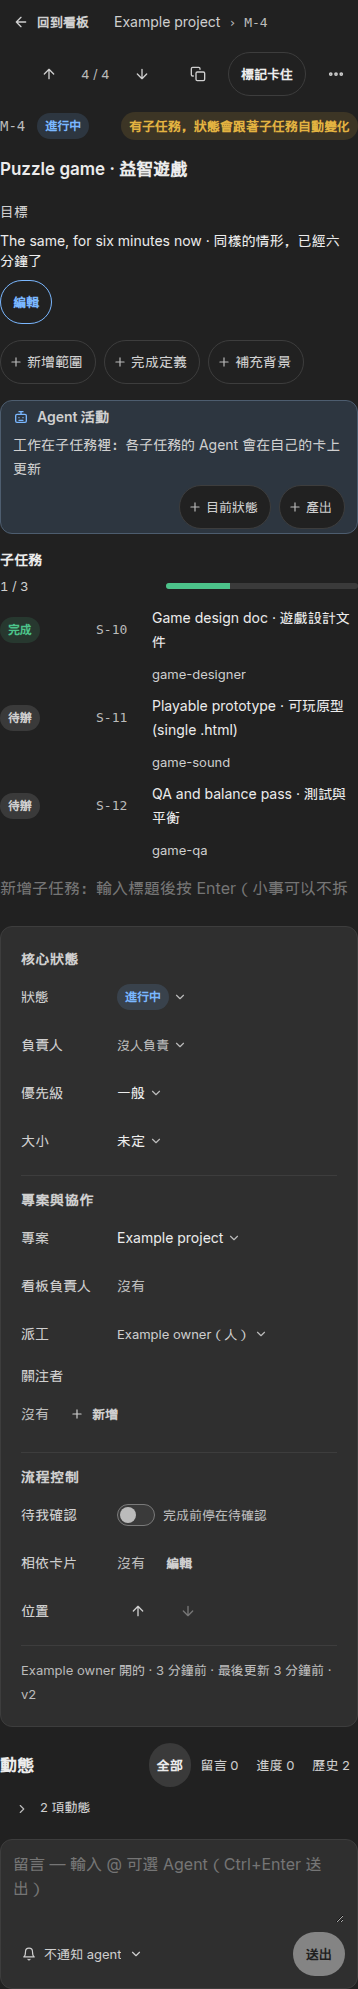 回到看板 Example project › M-4
4 / 4 標記卡住
M-4 進行中 有子任務，狀態會跟著子任務自動變化
Puzzle game · 益智遊戲
目標
The same, for six minutes now · 同樣的情形，已經六
分鐘了
編輯
新增範圍 完成定義 補充背景
Agent 活動
工作在子任務裡：各子任務的 Agent 會在自己的卡上
更新
目前狀態 產出
子任務
1 / 3
完成 S-10 Game design doc · 遊戲設計文
件
game-designer
待辦 S-11 Playable prototype · 可玩原型
(single .html)
game-sound
待辦 S-12 QA and balance pass · 測試與
平衡
game-qa
新增子任務：輸入標題後按 Enter（小事可以不拆
核心狀態
狀態 進行中
負責人 沒人負責
優先級 一般
大小 未定
專案與協作
專案 Example project
看板負責人 沒有
派工 Example owner（人）
關注者
沒有 新增
流程控制
待我確認 完成前停在待確認
相依卡片 沒有 編輯
位置
Example owner 開的 · 3 分鐘前 · 最後更新 3 分鐘前 ·
v2
動態 全部 留言 0 進度 0 歷史 2
2 項動態
留言 — 輸入 @ 可選 Agent（Ctrl+Enter 送
出）
不通知 agent 送出